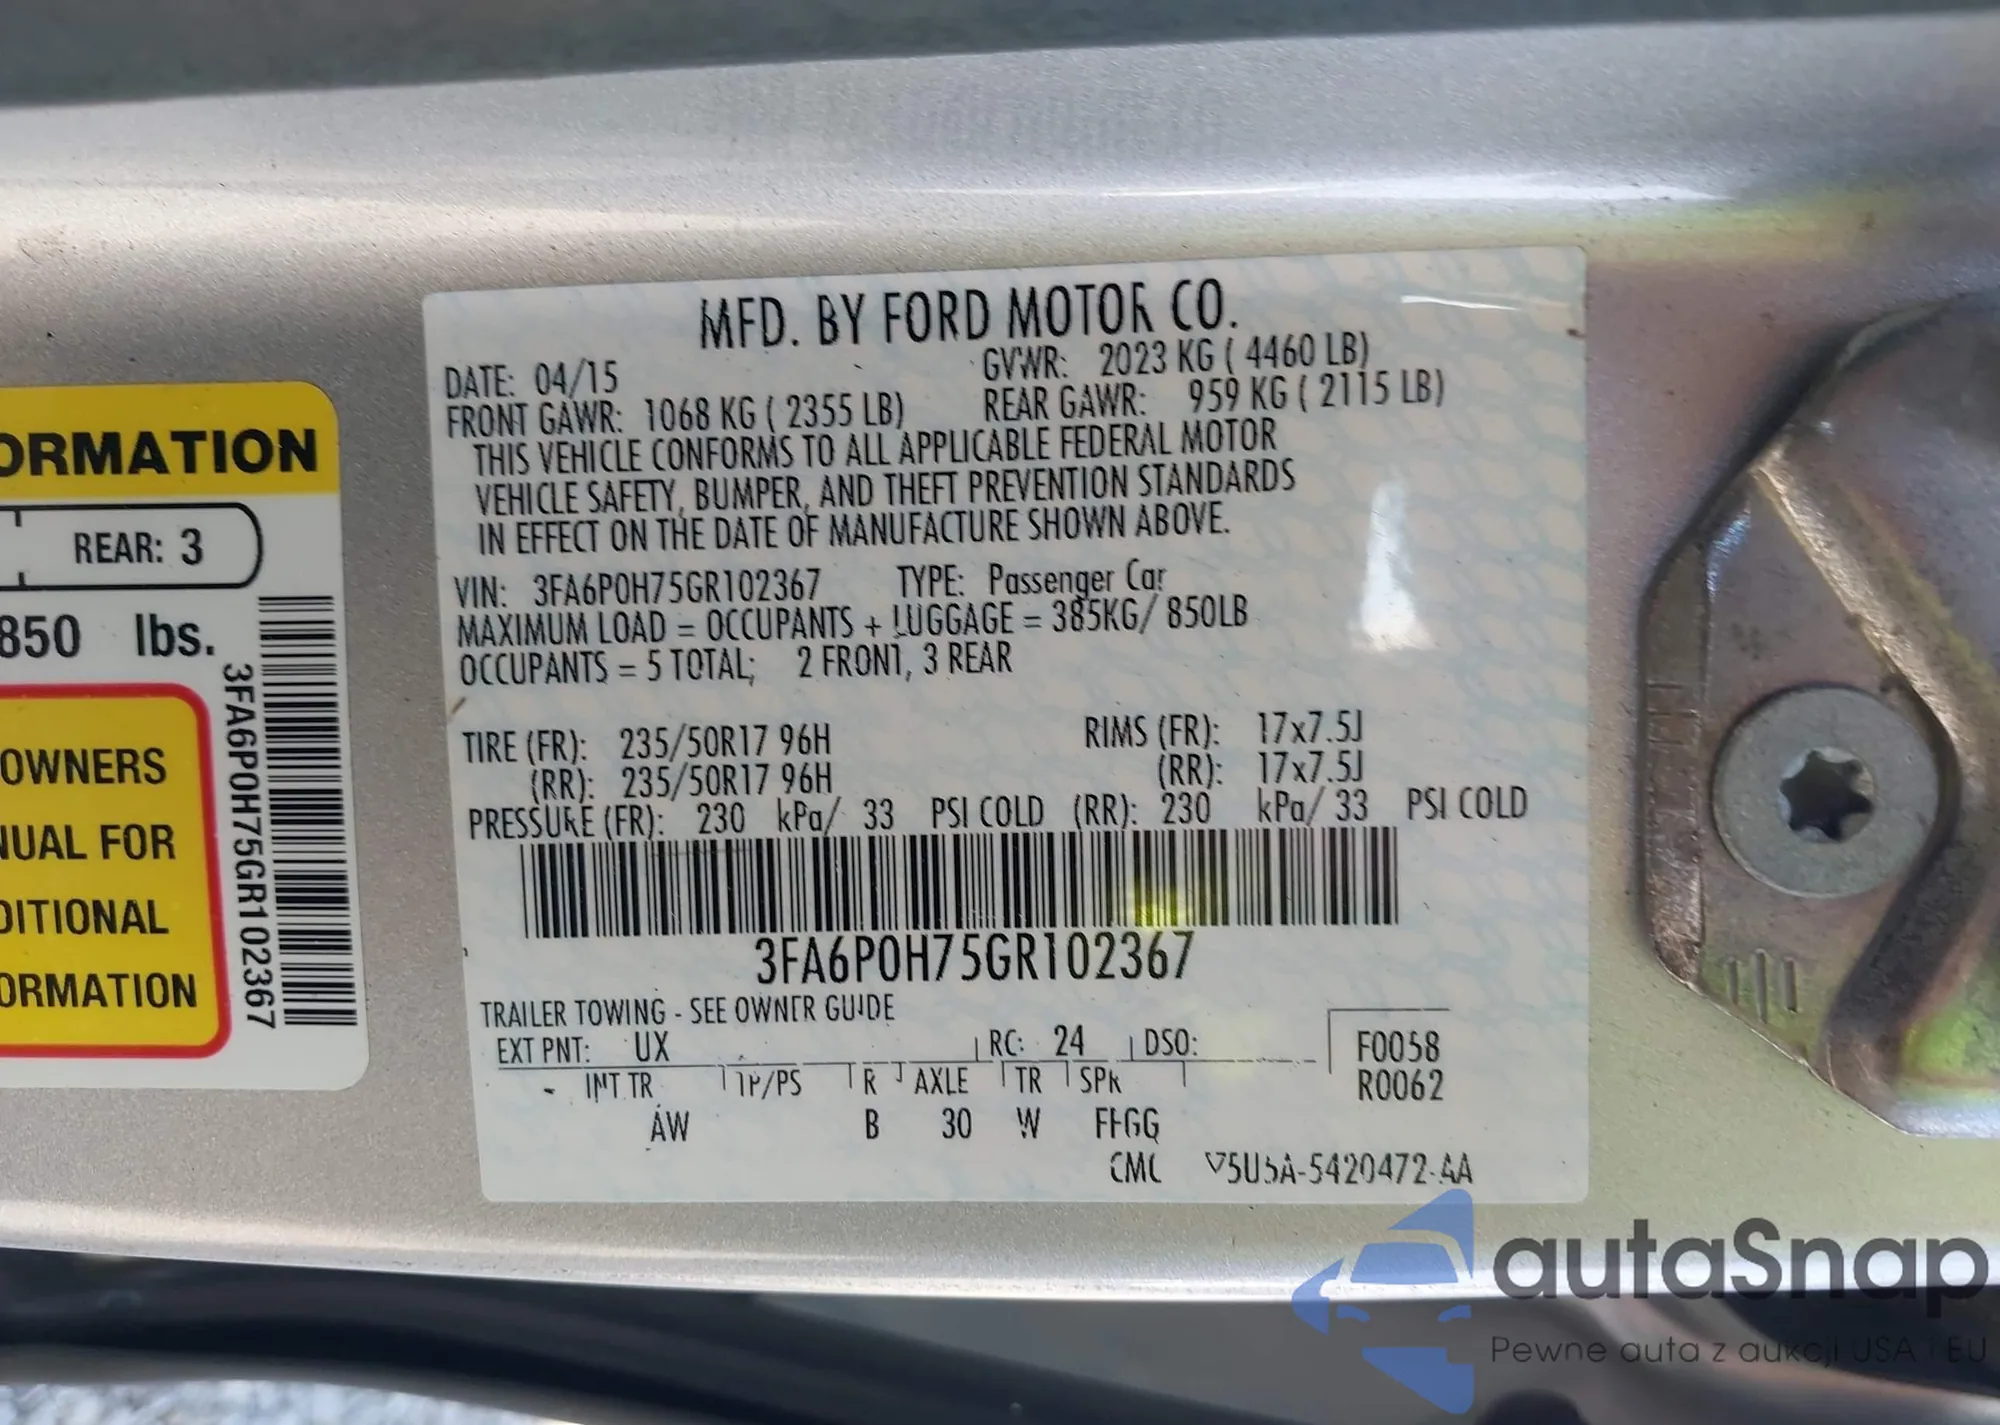 ORMATION
REAR: 3
850 lbs.
OWNERS
UAL FOR
DITIONAL
ORMATION
3FA6P0H75GR102367
MFD. BY FORD MOTOR CO.
DATE: 04/15 GVWR: 2023 KG ( 4460 LB)
FRONT GAWR: 1068 KG ( 2355 LB) REAR GAWR: 959 KG ( 2115 LB)
THIS VEHICLE CONFORMS TO ALL APPLICABLE FEDERAL MOTOR
VEHICLE SAFETY, BUMPER, AND THEFT PREVENTION STANDARDS
IN EFFECT ON THE DATE OF MANUFACTURE SHOWN ABOVE.
VIN: 3FA6P0H75GR102367 TYPE: Passenger Car
MAXIMUM LOAD = OCCUPANTS + LUGGAGE = 385KG/ 850LB
OCCUPANTS = 5 TOTAL; 2 FRONT, 3 REAR
TIRE (FR): 235/50R17 96H RIMS (FR): 17x7.5J
(RR): 235/50R17 96H (RR): 17x7.5J
PRESSURE (FR): 230 kPa/ 33 PSI COLD (RR): 230 kPa/ 33 PSI COLD
3FA6P0H75GR102367
TRAILER TOWING - SEE OWNER GUIDE
EXT PNT: UX RC: 24 DSO: F0058
INT TR TP/PS R AXLE TR SPR R0062
AW B 30 W
autaSnap
Pewne auta z aukcji USA i EU